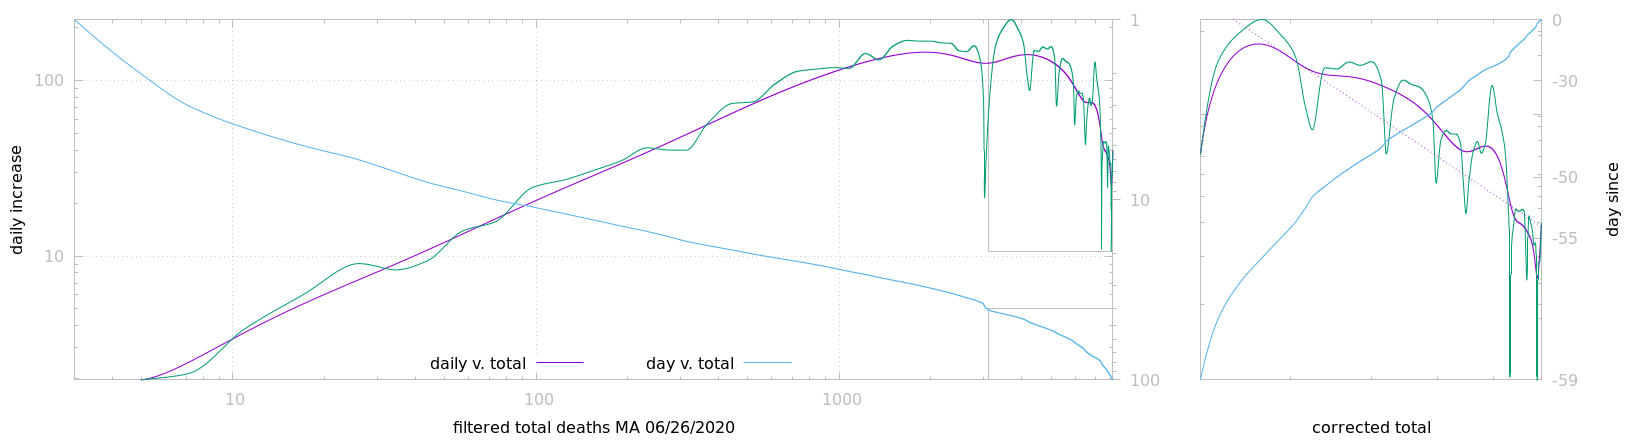 daily increase
100
10
daily v. total
day v. total
10
100
1000
filtered total deaths MA 06/26/2020
1
10
100
0
-30
-50
-55
-59
day since
corrected total